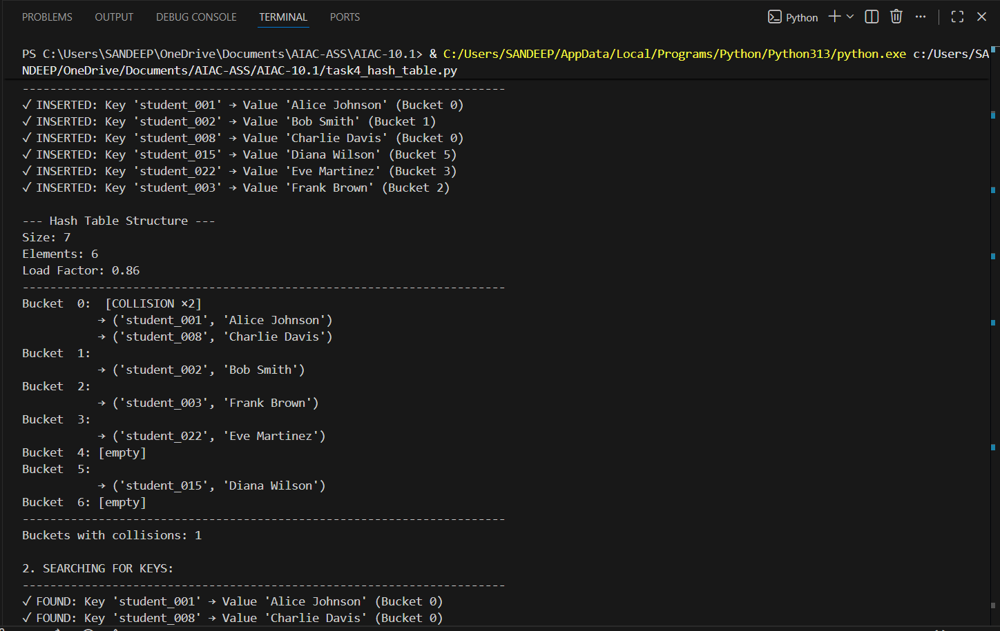 PROBLEMS OUTPUT DEBUG CONSOLE TERMINAL PORTS Python
PS C:\Users\SANDEEP\OneDrive\Documents\AIAC-ASS\AIAC-10.1> & C:/Users/SANDEEP/AppData/Local/Programs/Python/Python313/python.exe c:/Users/SA
NDEEP/OneDrive/Documents/AIAC-ASS/AIAC-10.1/task4_hash_table.py
----------------------------------------------------------------------
✓ INSERTED: Key 'student_001' → Value 'Alice Johnson' (Bucket 0)
✓ INSERTED: Key 'student_002' → Value 'Bob Smith' (Bucket 1)
✓ INSERTED: Key 'student_008' → Value 'Charlie Davis' (Bucket 0)
✓ INSERTED: Key 'student_015' → Value 'Diana Wilson' (Bucket 5)
✓ INSERTED: Key 'student_022' → Value 'Eve Martinez' (Bucket 3)
✓ INSERTED: Key 'student_003' → Value 'Frank Brown' (Bucket 2)
--- Hash Table Structure ---
Size: 7
Elements: 6
Load Factor: 0.86
----------------------------------------------------------------------
Bucket  0:  [COLLISION ×2]
→ ('student_001', 'Alice Johnson')
→ ('student_008', 'Charlie Davis')
Bucket  1:
→ ('student_002', 'Bob Smith')
Bucket  2:
→ ('student_003', 'Frank Brown')
Bucket  3:
→ ('student_022', 'Eve Martinez')
Bucket  4: [empty]
Bucket  5:
→ ('student_015', 'Diana Wilson')
Bucket  6: [empty]
----------------------------------------------------------------------
Buckets with collisions: 1
2. SEARCHING FOR KEYS:
----------------------------------------------------------------------
✓ FOUND: Key 'student_001' → Value 'Alice Johnson' (Bucket 0)
✓ FOUND: Key 'student_008' → Value 'Charlie Davis' (Bucket 0)